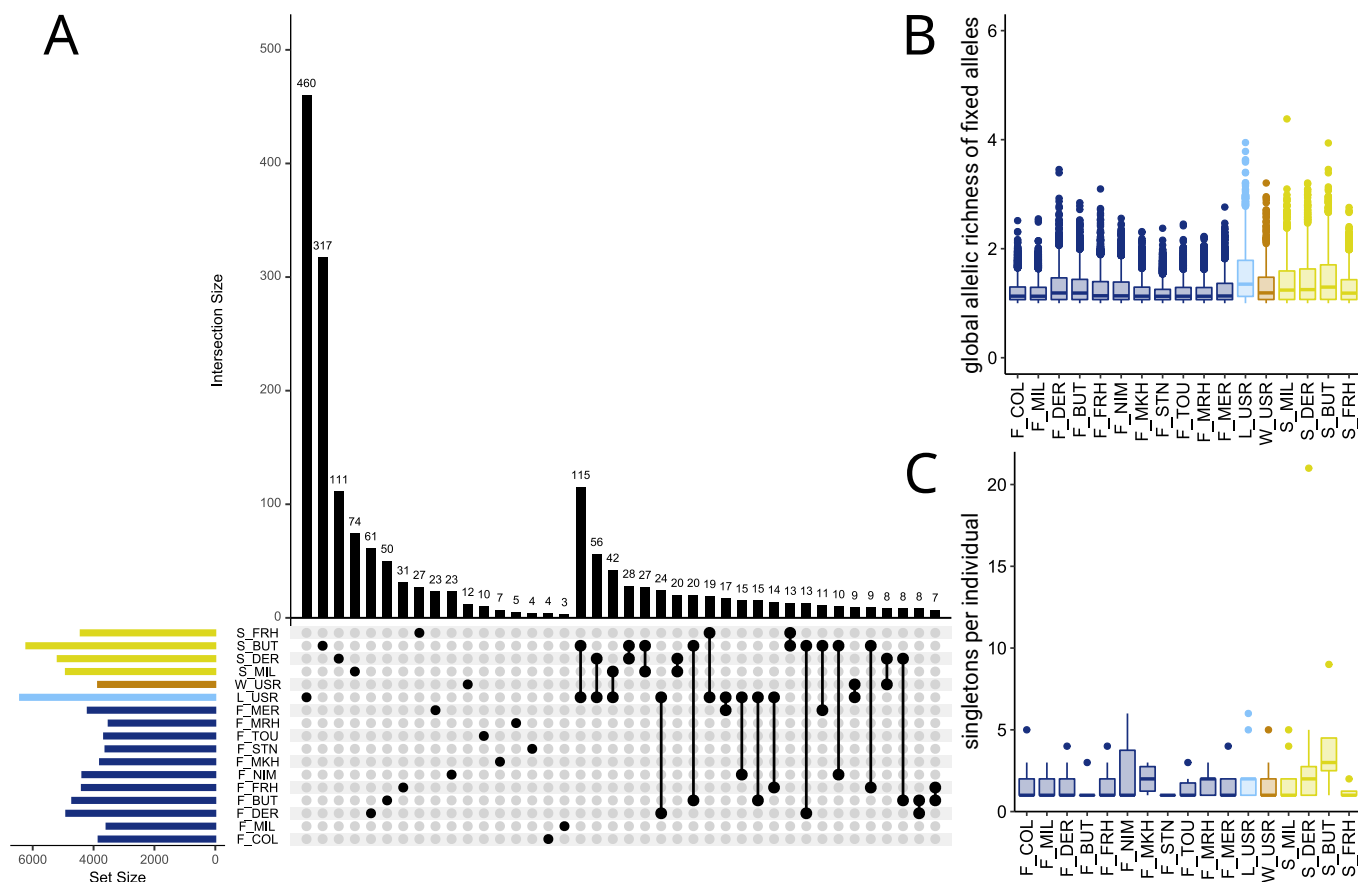 A
Intersection Size
500
400
300
200
100
0
460
317
111
74
61
50
31
27
23
23
12
10
7
5
4
4
3
115
56
42
28
27
24
20
20
19
17
15
15
14
13
13
11
10
9
9
8
8
8
7
S_FRH
S_BUT
S_DER
S_MIL
W_USR
L_USR
F_MER
F_MRH
F_TOU
F_STN
F_MKH
F_NIM
F_FRH
F_BUT
F_DER
F_MIL
F_COL
6000 4000 2000 0
Set Size
B
global allelic richness of fixed alleles
6
4
2
0
F_COL
F_MIL
F_DER
F_BUT
F_FRH
F_NIM
F_MKH
F_STN
F_TOU
F_MRH
F_MER
L_USR
W_USR
S_MIL
S_DER
S_BUT
S_FRH
C
singletons per individual
20
15
10
5
0
F_COL
F_MIL
F_DER
F_BUT
F_FRH
F_NIM
F_MKH
F_STN
F_TOU
F_MRH
F_MER
L_USR
W_USR
S_MIL
S_DER
S_BUT
S_FRH